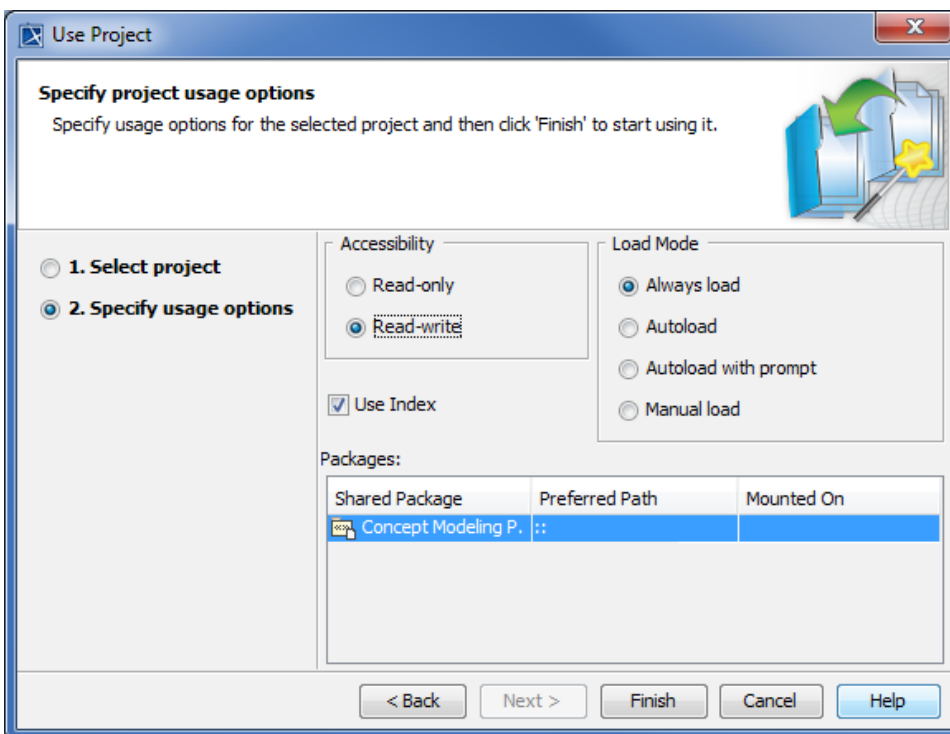 Use Project
Specify project usage options
Specify usage options for the selected project and then click 'Finish' to start using it.
1. Select project
2. Specify usage options
Accessibility
Read-only
Read-write
Use Index
Load Mode
Always load
Autoload
Autoload with prompt
Manual load
Packages:
Shared Package Preferred Path Mounted On
«» Concept Modeling P. ::
< Back Next > Finish Cancel Help